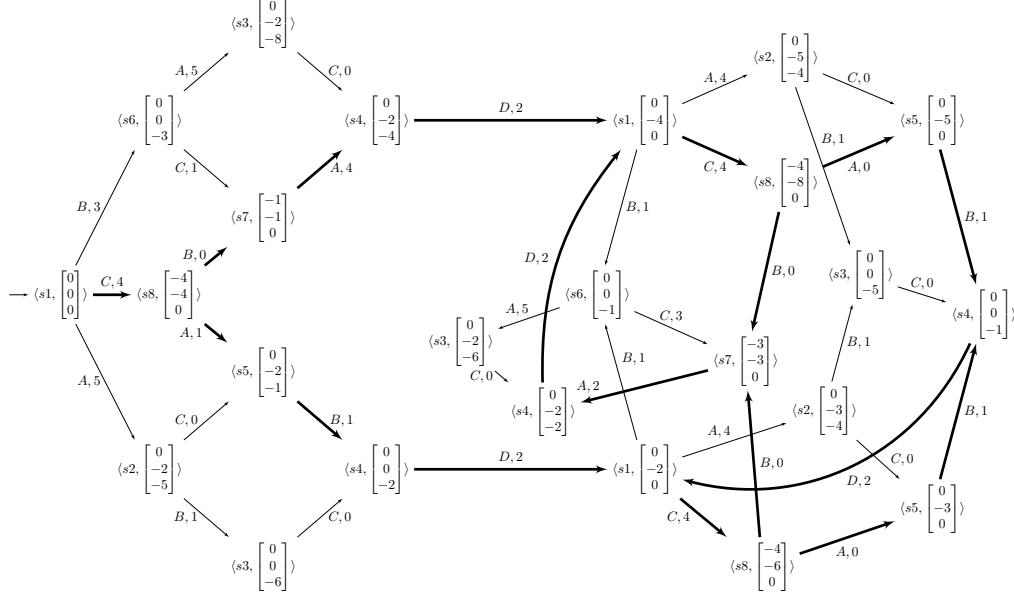 ⟨s3, [0 −2 −8]⟩
A, 5
C, 0
⟨s6, [0 0 −3]⟩
⟨s4, [0 −2 −4]⟩
D, 2
C, 1
A, 4
B, 3
⟨s7, [−1 −1 0]⟩
B, 0
⟨s1, [0 0 0]⟩
C, 4
⟨s8, [−4 −4 0]⟩
A, 1
A, 5
⟨s5, [0 −2 −1]⟩
C, 0
B, 1
⟨s2, [0 −2 −5]⟩
⟨s4, [0 0 −2]⟩
D, 2
B, 1
C, 0
⟨s3, [0 0 −6]⟩
⟨s2, [0 −5 −4]⟩
A, 4
C, 0
⟨s1, [0 −4 0]⟩
⟨s5, [0 −5 0]⟩
B, 1
C, 4
A, 0
⟨s8, [−4 −8 0]⟩
B, 1
B, 1
D, 2
B, 0
⟨s3, [0 0 −5]⟩
C, 0
⟨s6, [0 0 −1]⟩
A, 5
C, 3
⟨s4, [0 0 −1]⟩
⟨s3, [0 −2 −6]⟩
C, 0
B, 1
⟨s7, [−3 −3 0]⟩
B, 1
A, 2
⟨s4, [0 −2 −2]⟩
⟨s2, [0 −3 −4]⟩
B, 1
A, 4
C, 0
⟨s1, [0 −2 0]⟩
B, 0
D, 2
C, 4
⟨s5, [0 −3 0]⟩
A, 0
⟨s8, [−4 −6 0]⟩